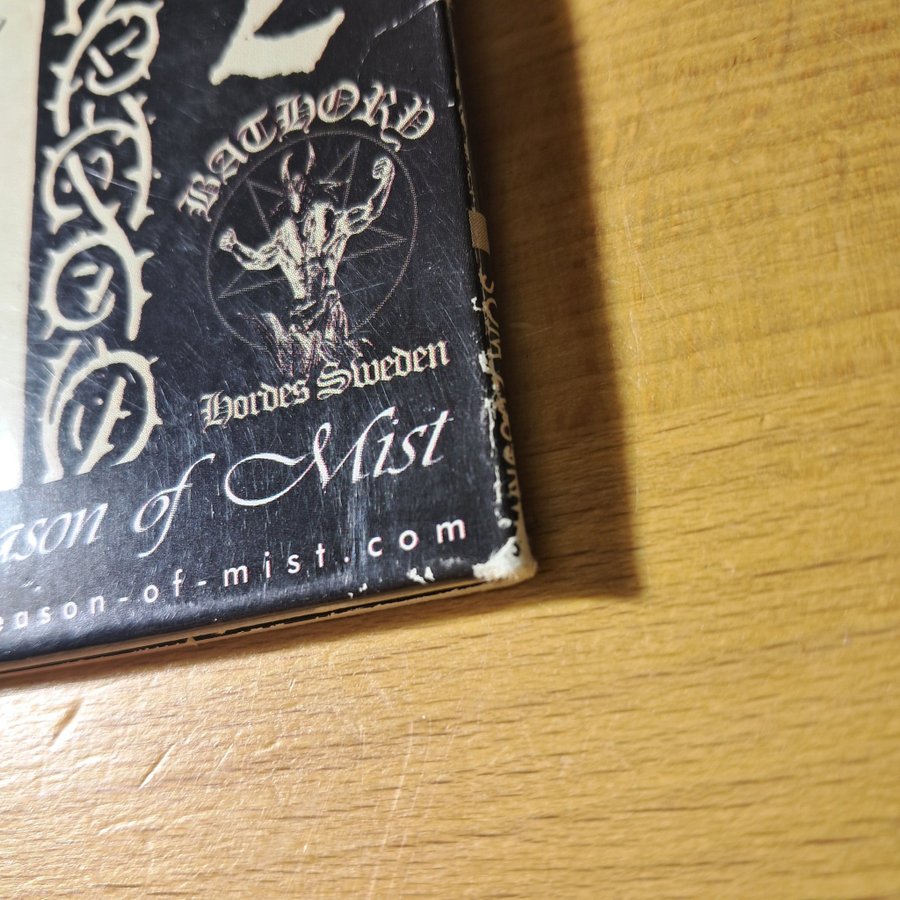 BATHORY
Hordes Sweden
ason of Mist
eason-of-mist.com